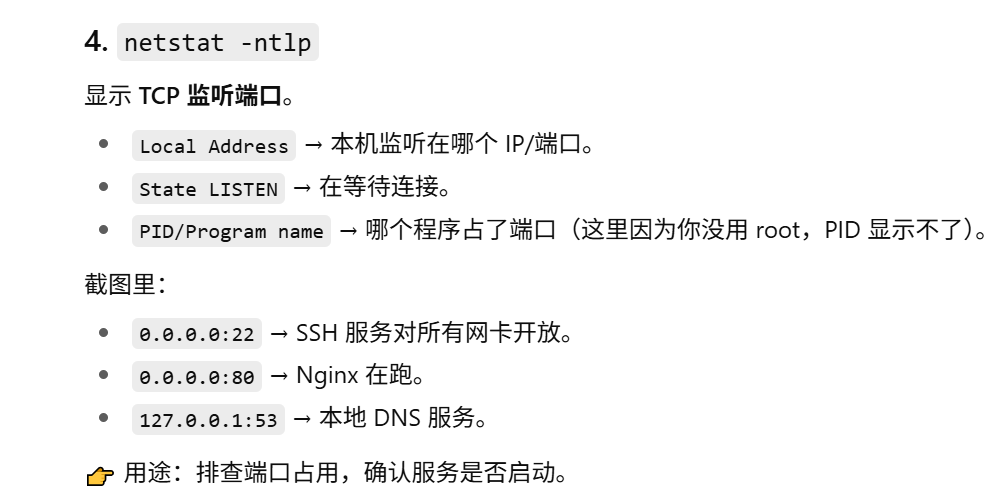 4. netstat -ntlp
显示 TCP 监听端口。
• Local Address → 本机监听在哪个 IP/端口。
• State LISTEN → 在等待连接。
• PID/Program name → 哪个程序占了端口（这里因为你没用 root，PID 显示不了）。
截图里：
• 0.0.0.0:22 → SSH 服务对所有网卡开放。
• 0.0.0.0:80 → Nginx 在跑。
• 127.0.0.1:53 → 本地 DNS 服务。
👉 用途：排查端口占用，确认服务是否启动。